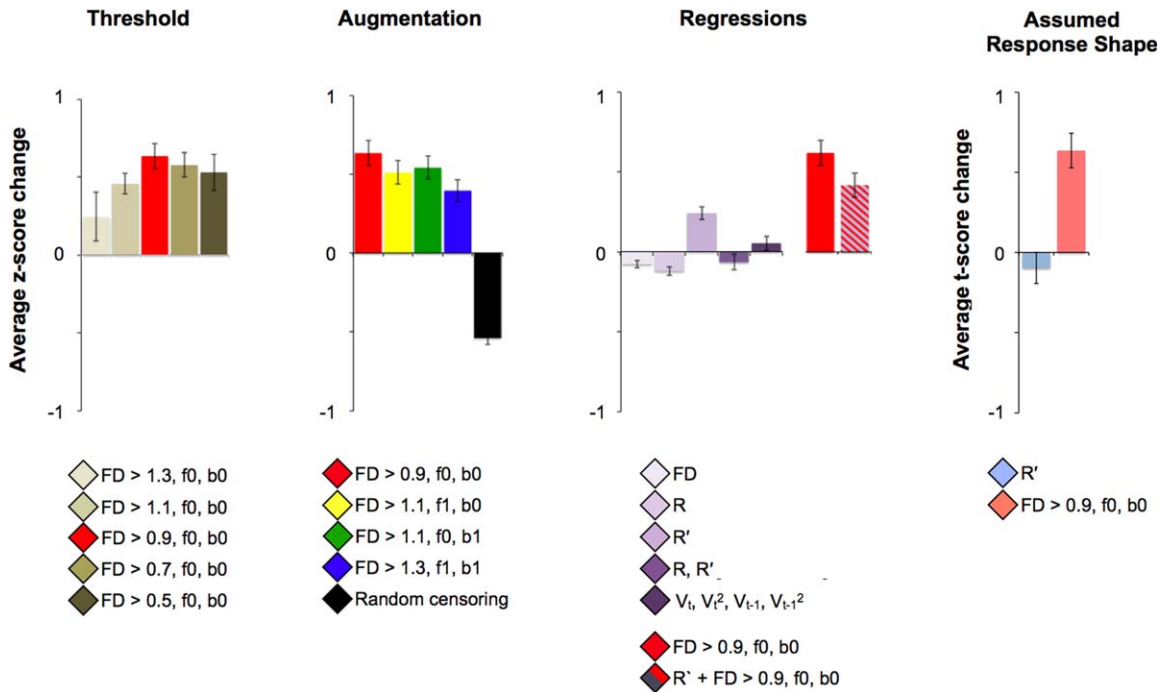 Threshold
Augmentation
Regressions
Assumed
Response Shape
Average z-score change
1
0
-1
1
0
-1
1
0
-1
Average t-score change
1
0
-1
FD > 1.3, f0, b0
FD > 1.1, f0, b0
FD > 0.9, f0, b0
FD > 0.7, f0, b0
FD > 0.5, f0, b0
FD > 0.9, f0, b0
FD > 1.1, f1, b0
FD > 1.1, f0, b1
FD > 1.3, f1, b1
Random censoring
FD
R
R′
R, R′
Vₜ, Vₜ², Vₜ₋₁, Vₜ₋₁²
FD > 0.9, f0, b0
R` + FD > 0.9, f0, b0
R′
FD > 0.9, f0, b0